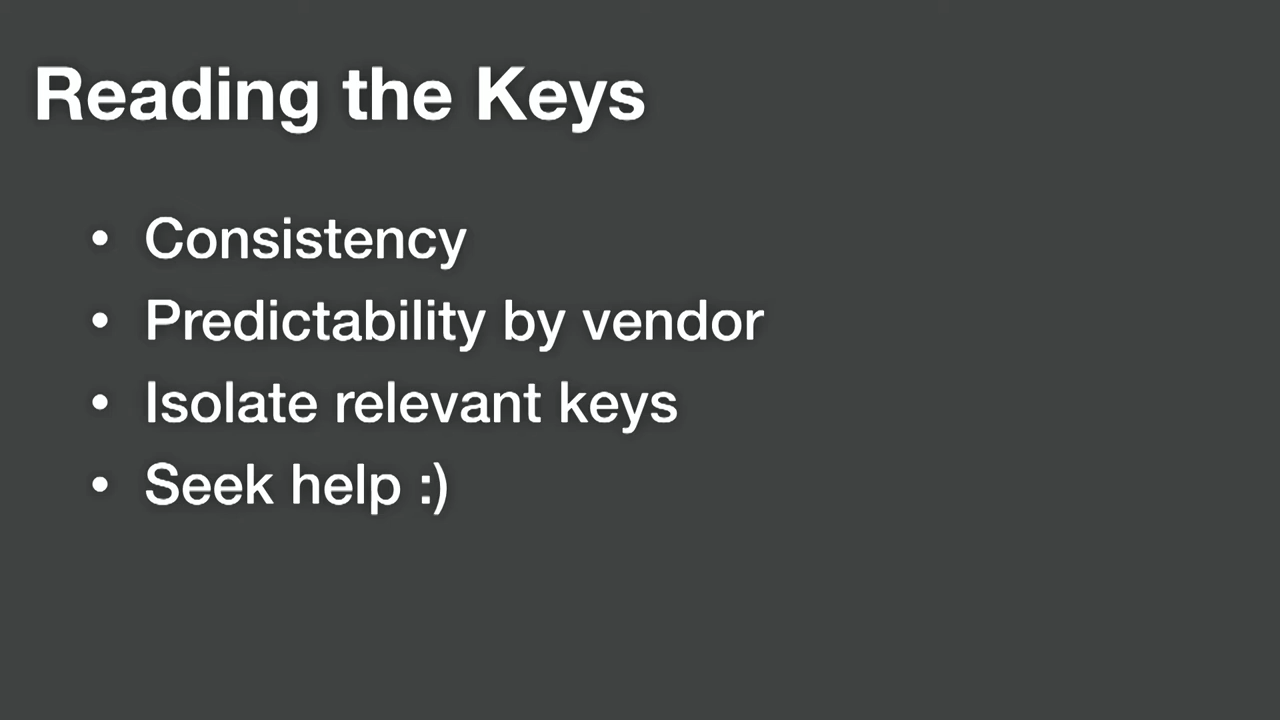 Reading the Keys
• Consistency
• Predictability by vendor
• Isolate relevant keys
• Seek help :)